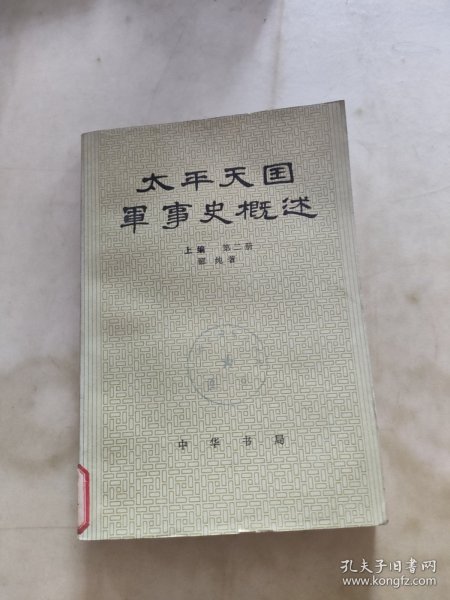 太平天囯
軍事史概述
上编 第二册
郦纯著
中华书局
孔夫子旧书网
www.kongfz.com